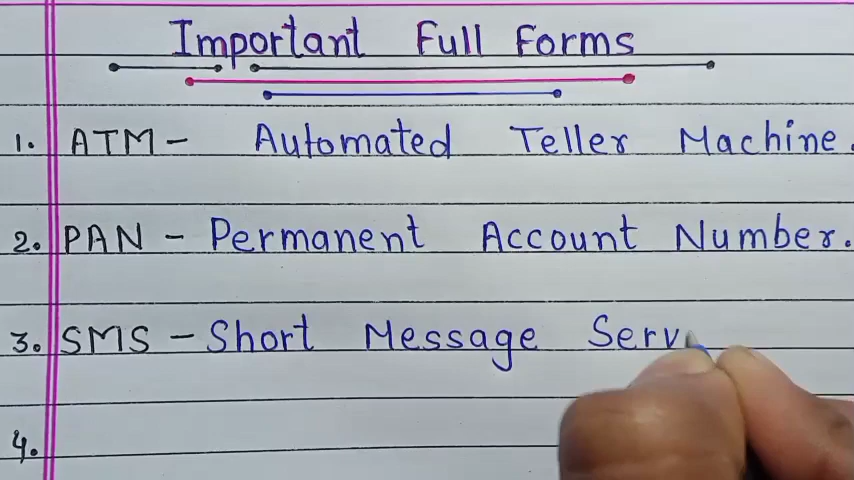 Important Full Forms
1. ATM - Automated Teller Machine.
2. PAN - Permanent Account Number.
3. SMS - Short Message Serv
4.